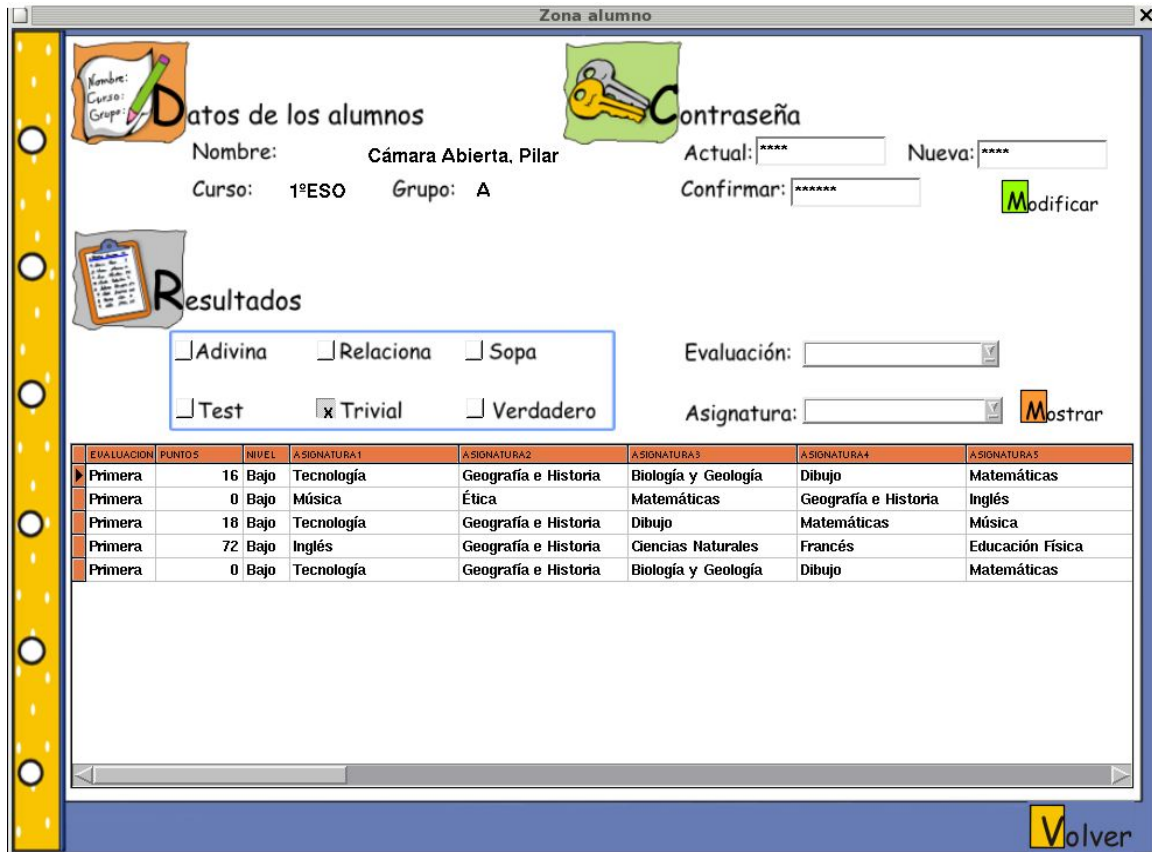 Zona alumno
Nombre:
Curso:
Grupo:
Datos de los alumnos
Contraseña
Nombre: Cámara Abierta, Pilar
Actual: **** Nueva: ****
Curso: 1ºESO Grupo: A
Confirmar: ******
Modificar
Resultados
Adivina Relaciona Sopa
Evaluación:
Test x Trivial Verdadero
Asignatura:
Mostrar
EVALUACION PUNTOS NIVEL ASIGNATURA1 ASIGNATURA2 ASIGNATURA3 ASIGNATURA4 ASIGNATURA5
Primera 16 Bajo Tecnología Geografía e Historia Biología y Geología Dibujo Matemáticas
Primera 0 Bajo Música Ética Matemáticas Geografía e Historia Inglés
Primera 18 Bajo Tecnología Geografía e Historia Dibujo Matemáticas Música
Primera 72 Bajo Inglés Geografía e Historia Ciencias Naturales Francés Educación Física
Primera 0 Bajo Tecnología Geografía e Historia Biología y Geología Dibujo Matemáticas
Volver